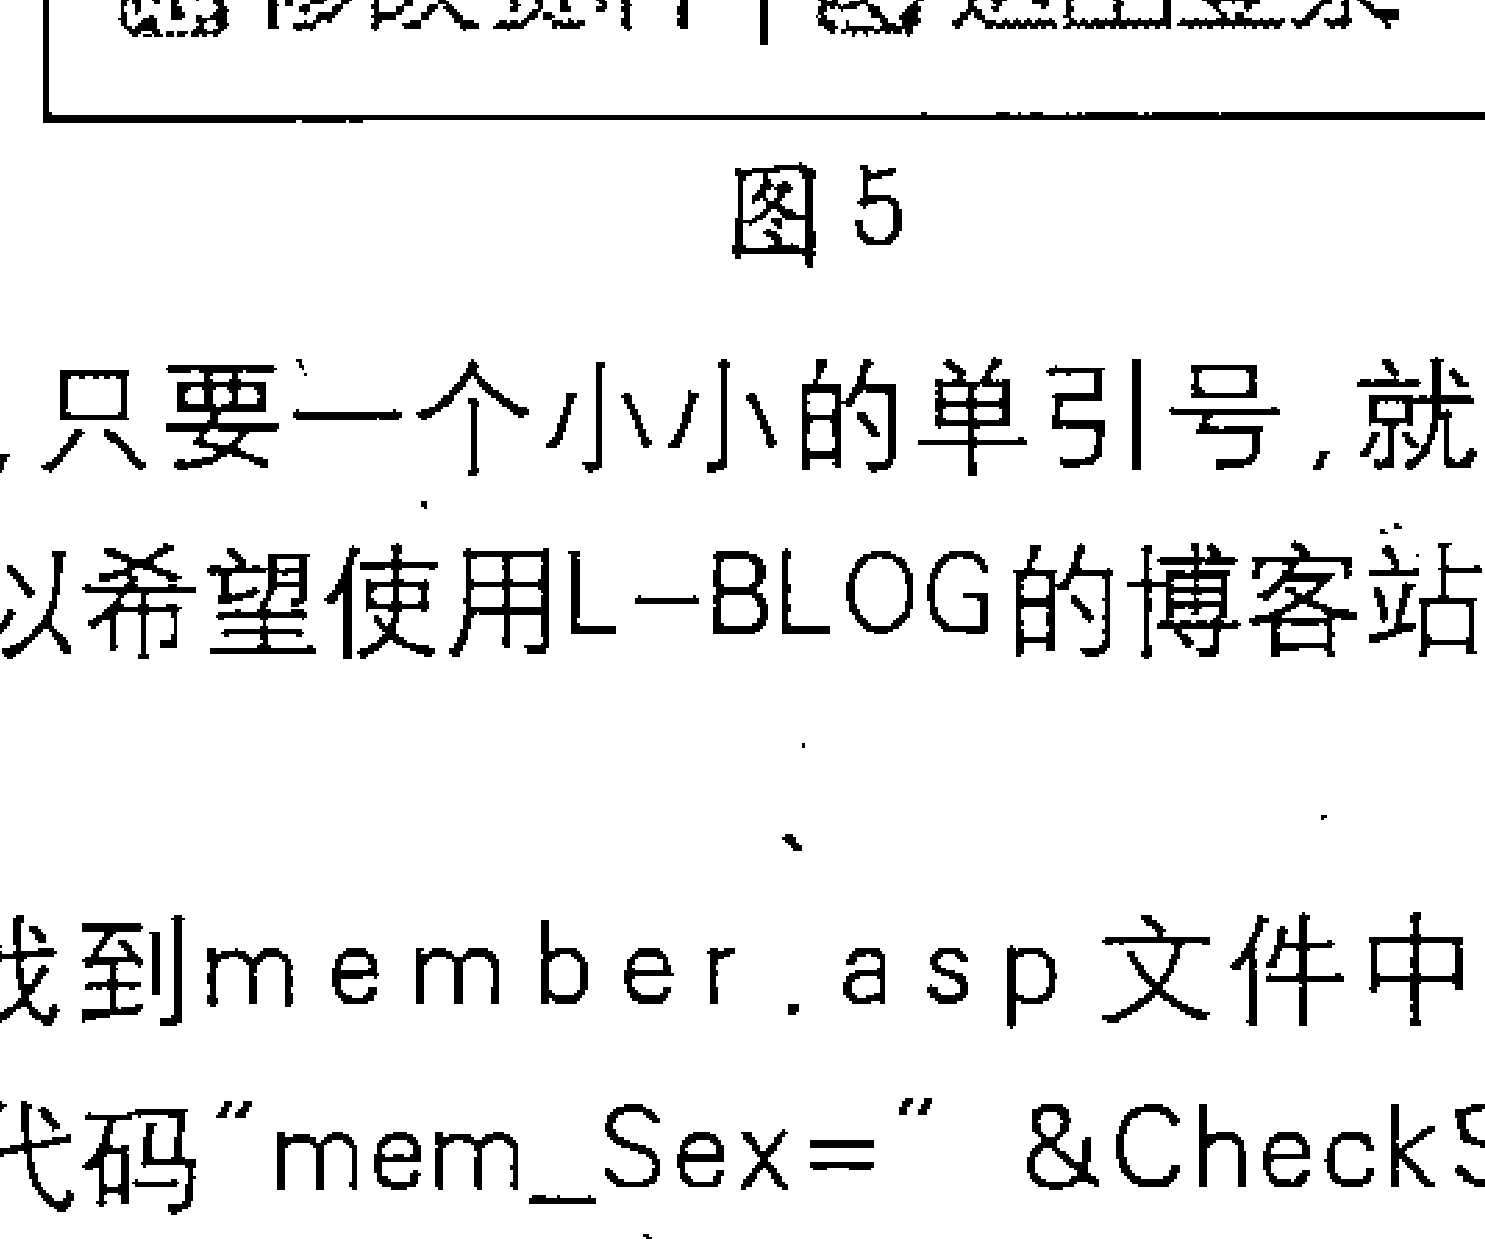 图5
,只要一个小小的单引号,就
以希望使用L-BLOG的博客站
找到member.asp文件中
代码"mem_Sex=" &CheckS